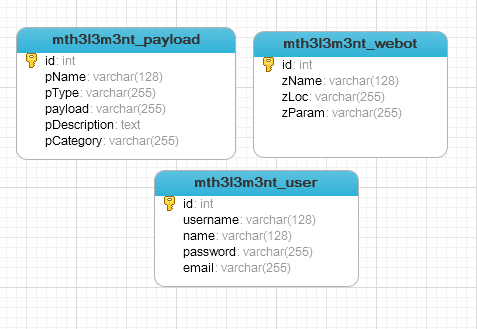 mth3l3m3nt_payload
id: int
pName: varchar(128)
pType: varchar(255)
payload: varchar(255)
pDescription: text
pCategory: varchar(255)
mth3l3m3nt_webot
id: int
zName: varchar(128)
zLoc: varchar(255)
zParam: varchar(255)
mth3l3m3nt_user
id: int
username: varchar(128)
name: varchar(128)
password: varchar(255)
email: varchar(255)